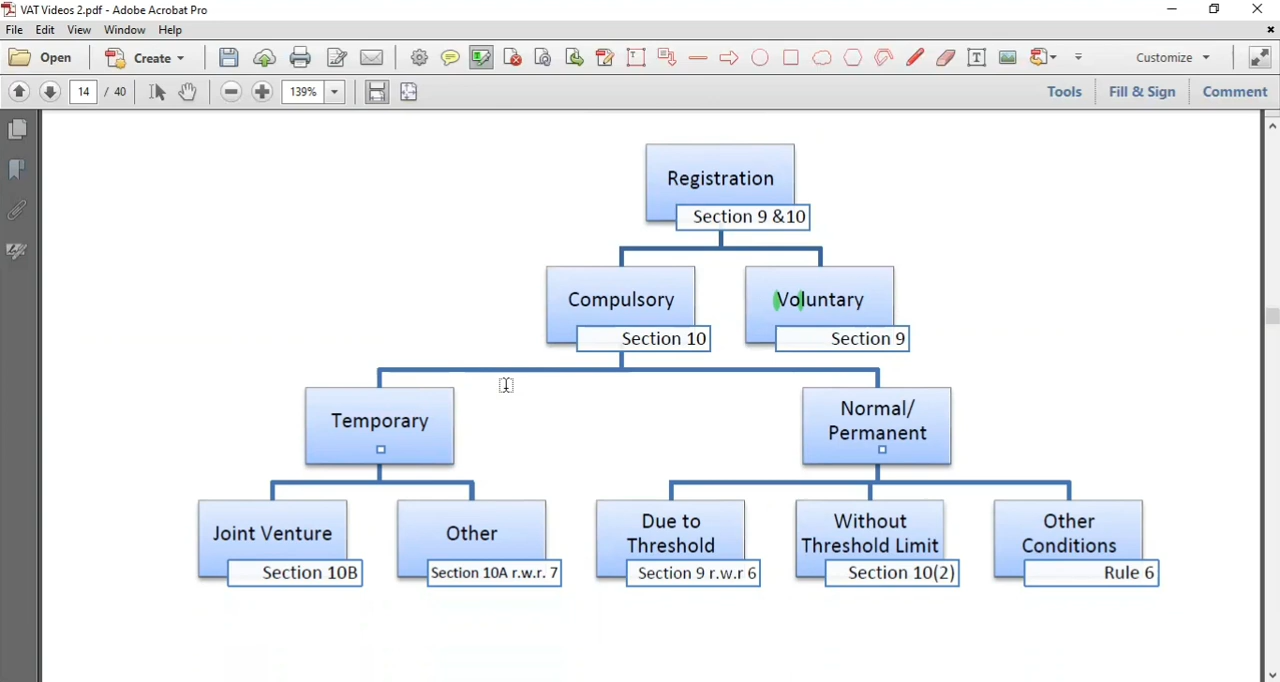 VAT Videos 2.pdf - Adobe Acrobat Pro
File Edit View Window Help
Open Create Customize
14 / 40 139% Tools Fill & Sign Comment
Registration
Section 9 &10
Compulsory
Section 10
Voluntary
Section 9
Temporary
Normal/
Permanent
Joint Venture
Section 10B
Other
Section 10A r.w.r. 7
Due to
Threshold
Section 9 r.w.r 6
Without
Threshold Limit
Section 10(2)
Other
Conditions
Rule 6